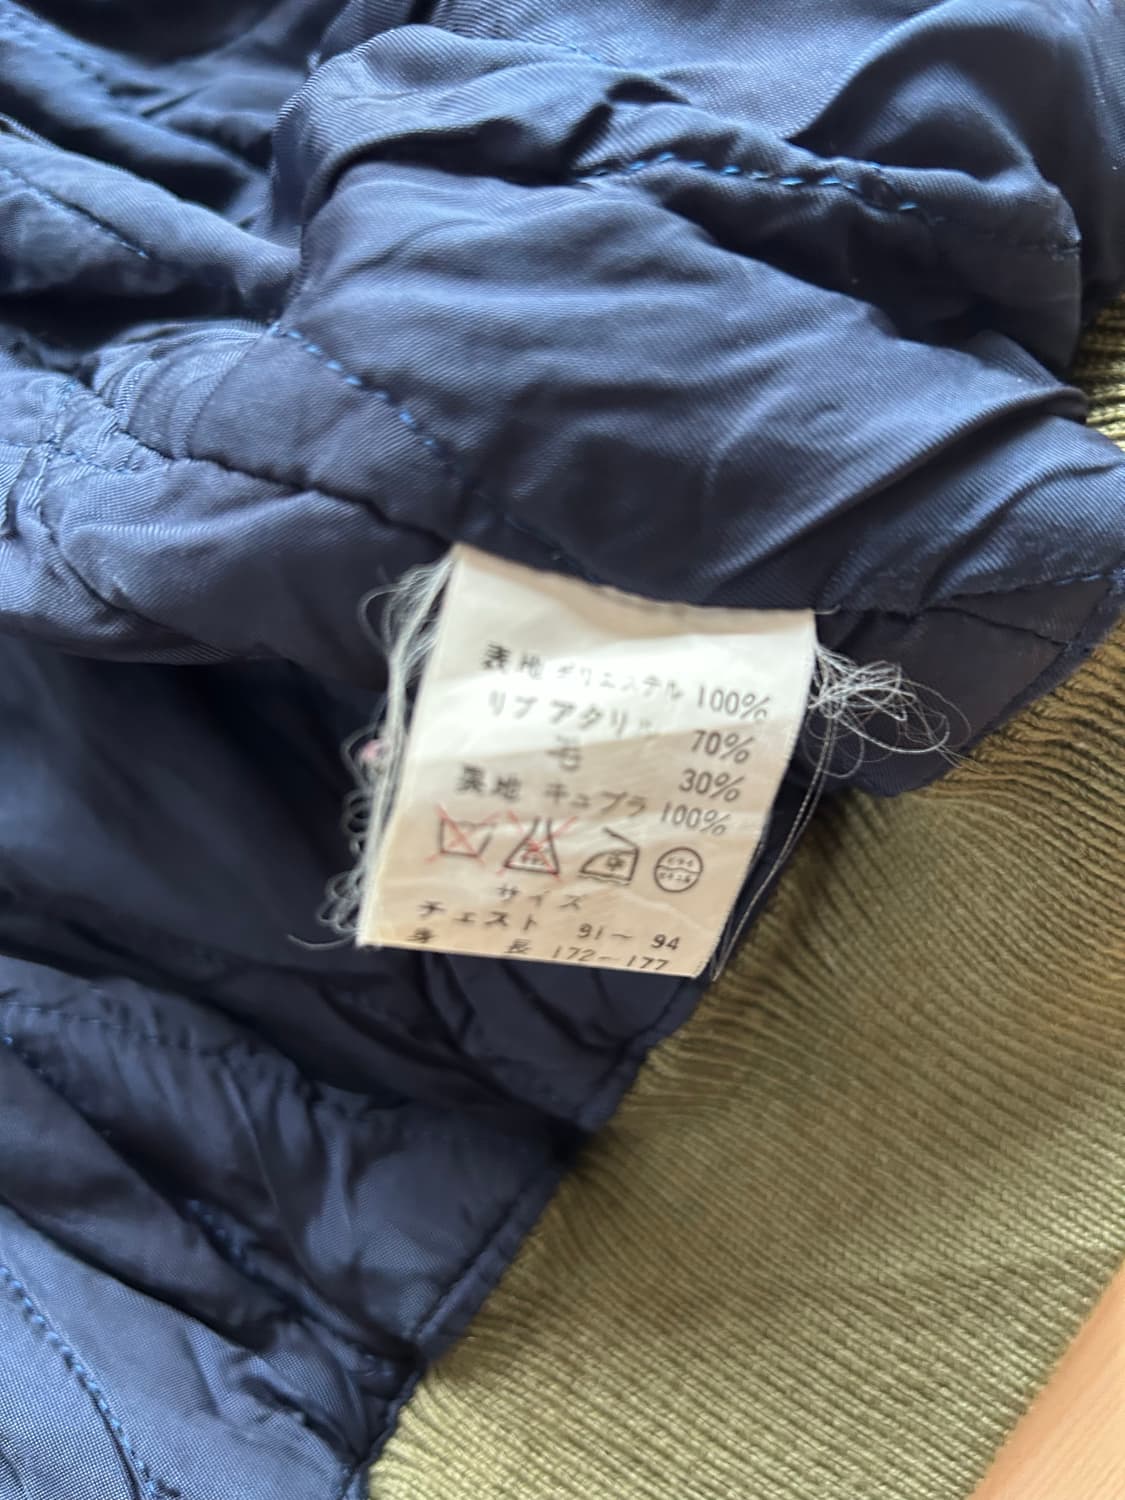 表地 ポリエステル 100%
リブ アクリル 70%
毛 30%
裏地 キュプラ 100%
サイズ
チェスト 91～94
身長 172～177